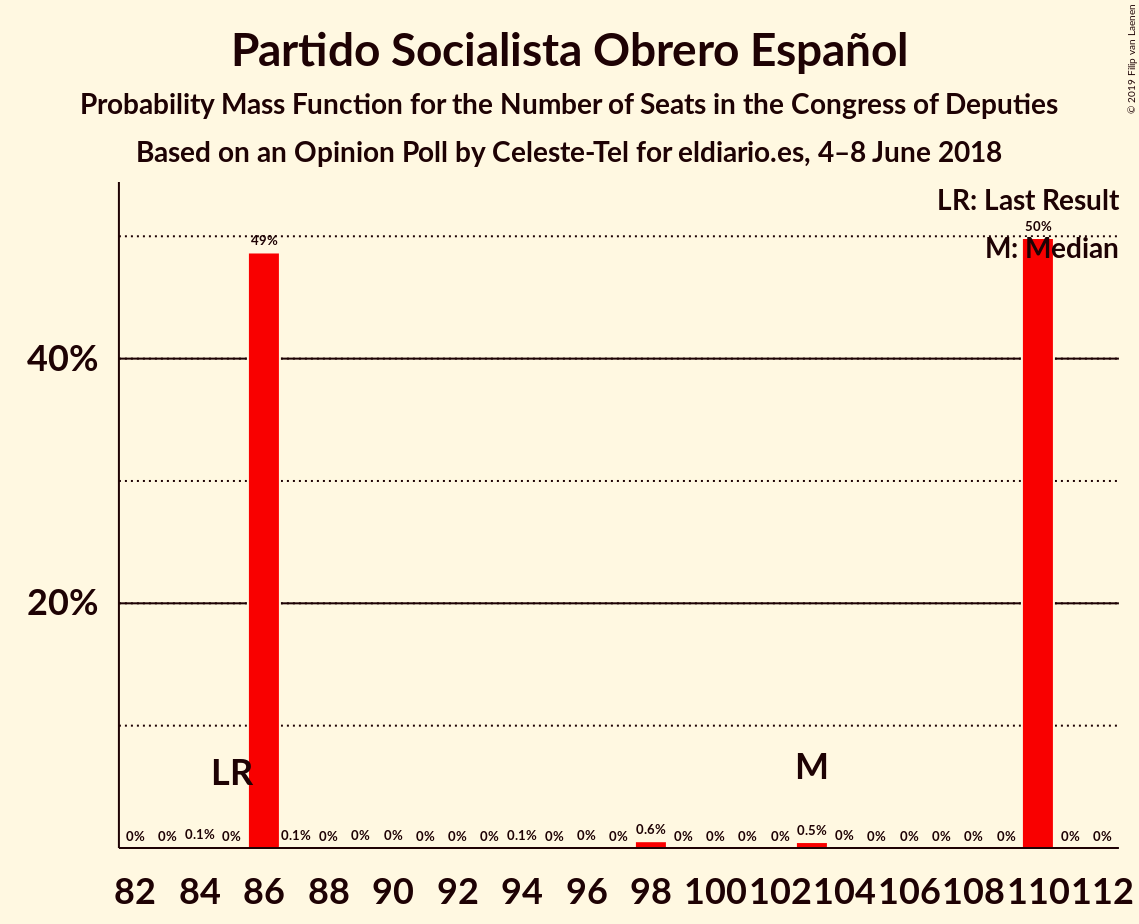 Partido Socialista Obrero Español
Probability Mass Function for the Number of Seats in the Congress of Deputies
Based on an Opinion Poll by Celeste-Tel for eldiario.es, 4–8 June 2018
© 2019 Filip van Laenen
LR: Last Result
M: Median
40%
20%
49%
50%
LR
M
0% 0% 0.1% 0% 0.1% 0% 0% 0% 0% 0% 0% 0.1% 0% 0% 0% 0.6% 0% 0% 0% 0% 0.5% 0% 0% 0% 0% 0% 0% 0% 0%
82 84 86 88 90 92 94 96 98 100 102 104 106 108 110 112